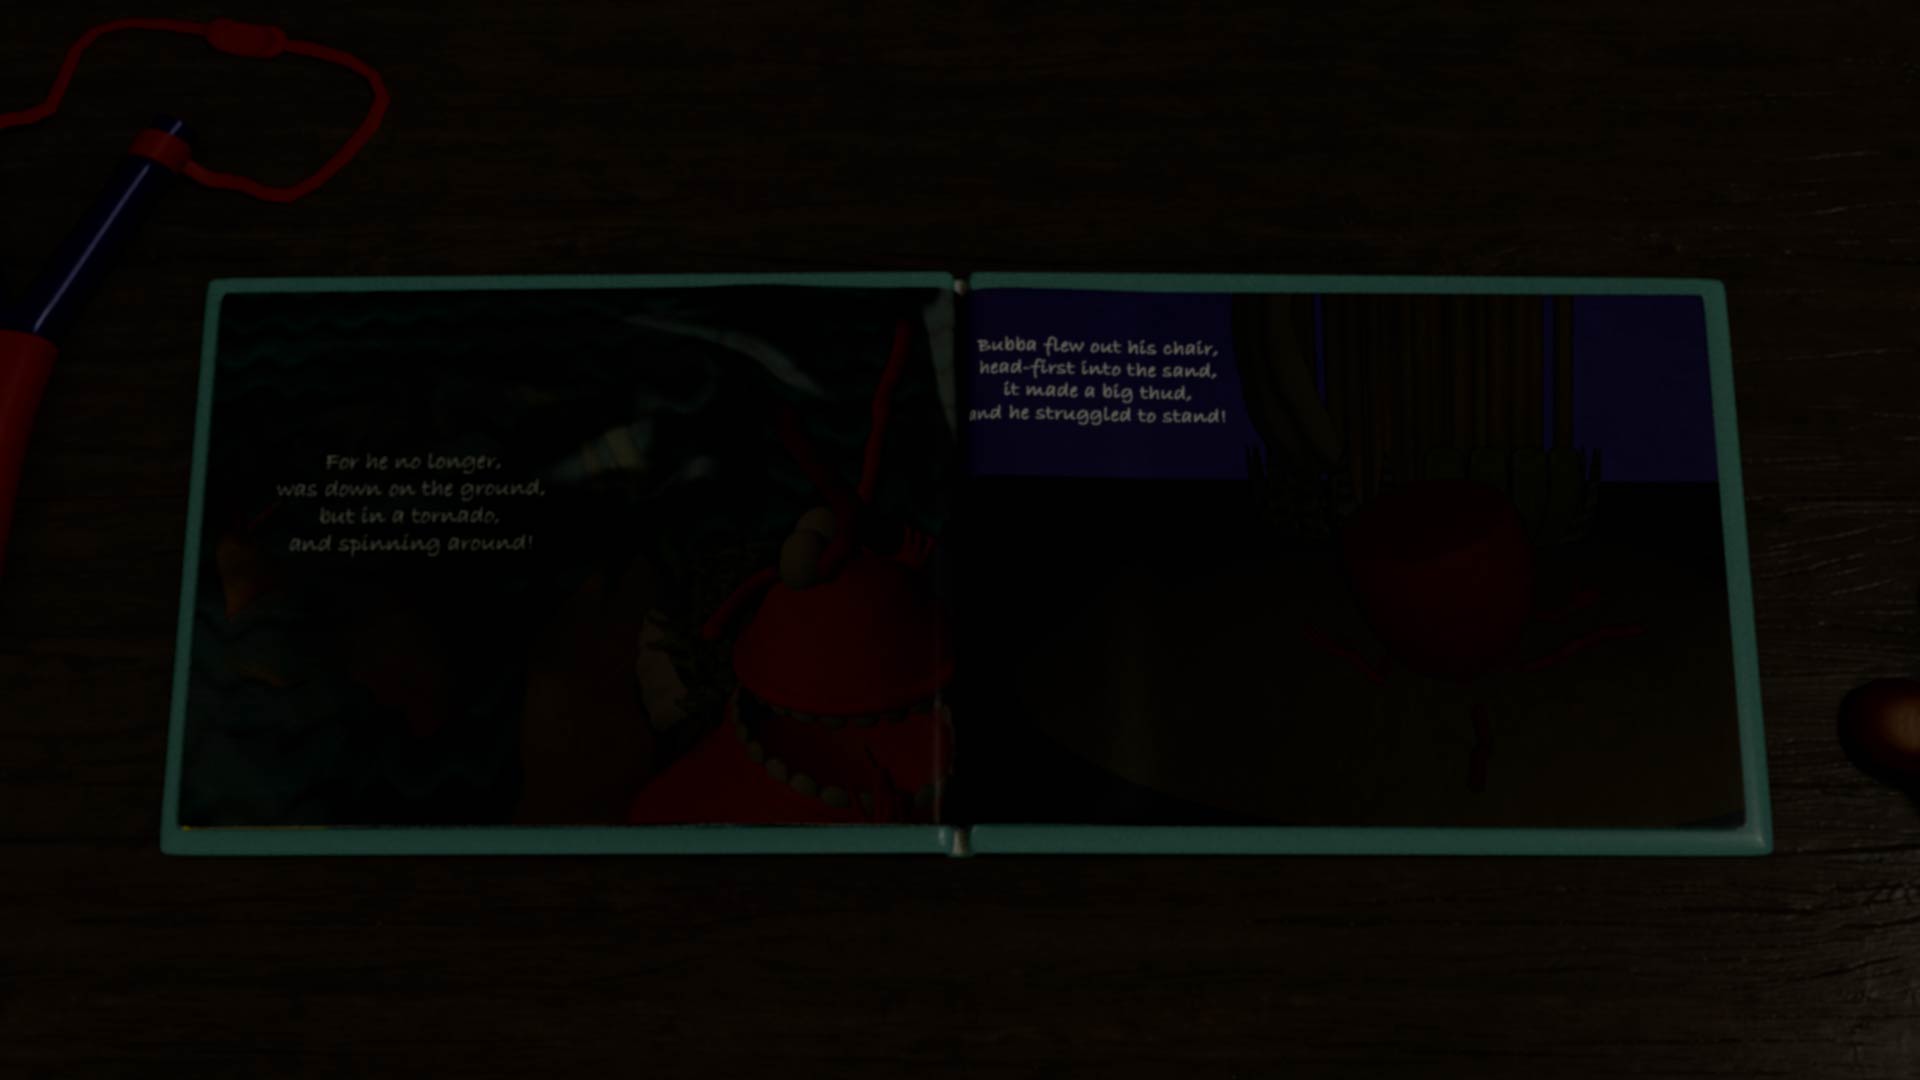 For he no longer,
was down on the ground,
but in a tornado,
and spinning around!
Bubba flew out his chair,
head-first into the sand,
it made a big thud,
and he struggled to stand!